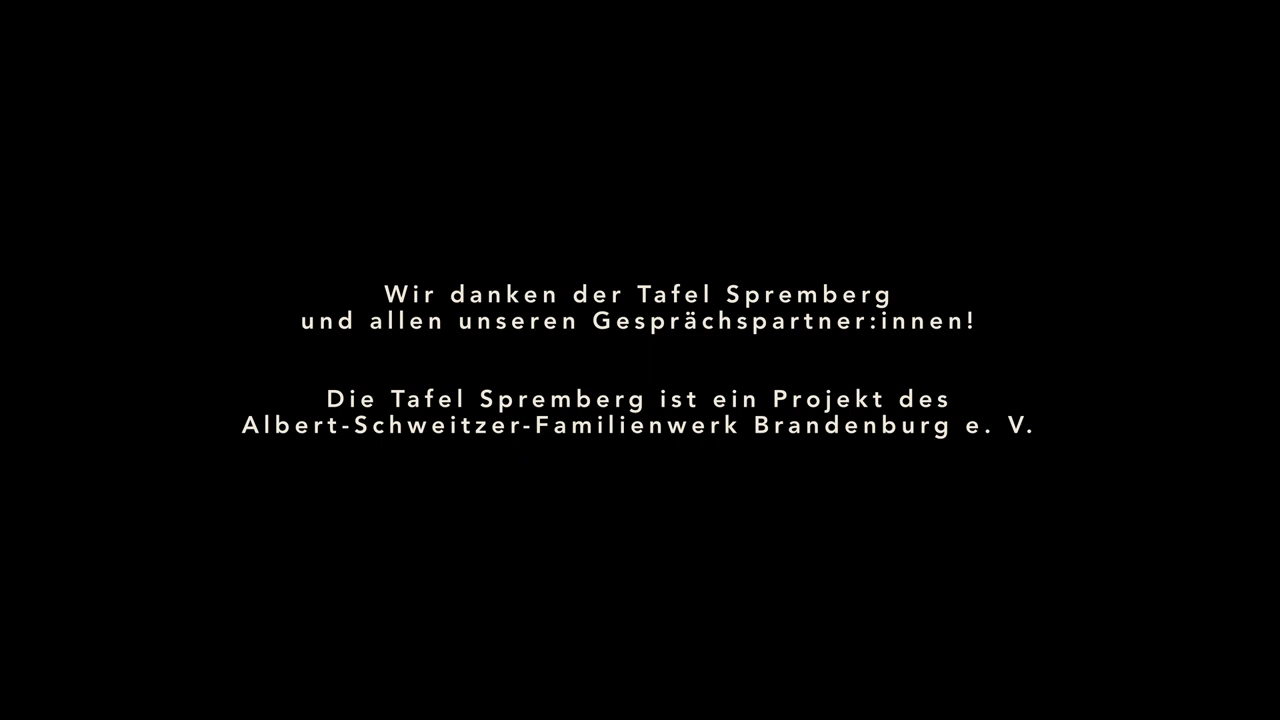 Wir danken der Tafel Spremberg
und allen unseren Gesprächspartner:innen!
Die Tafel Spremberg ist ein Projekt des
Albert-Schweitzer-Familienwerk Brandenburg e. V.